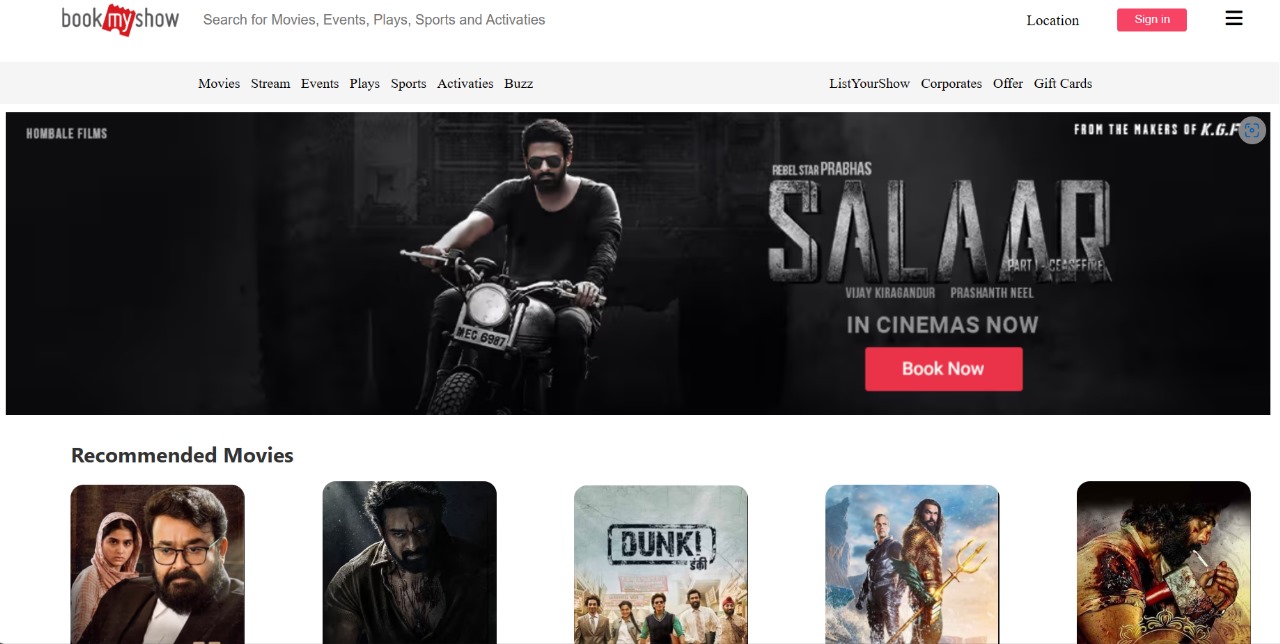 bookmyshow
Search for Movies, Events, Plays, Sports and Activaties
Location
Sign in
Movies Stream Events Plays Sports Activaties Buzz
ListYourShow Corporates Offer Gift Cards
HOMBALE FILMS
FROM THE MAKERS OF K.G.F
REBEL STAR PRABHAS
SALAAR
PART 1 - CEASEFIRE
VIJAY KIRAGANDUR PRASHANTH NEEL
IN CINEMAS NOW
Book Now
MEG 6987
Recommended Movies
DUNKI
डंकी